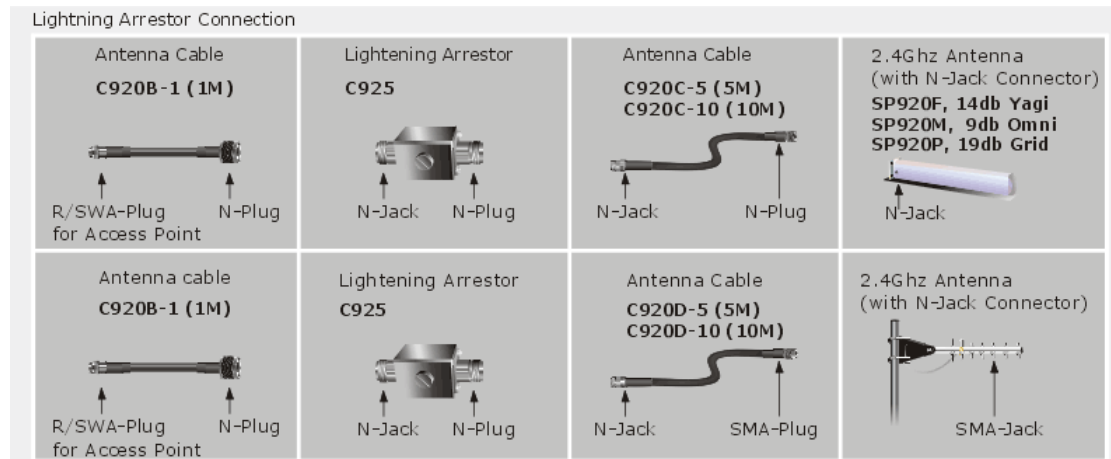 Lightning Arrestor Connection
Antenna Cable
C920B-1 (1M)
R/SWA-Plug
for Access Point
N-Plug
Lightening Arrestor
C925
N-Jack
N-Plug
Antenna Cable
C920C-5 (5M)
C920C-10 (10M)
N-Jack
N-Plug
2.4Ghz Antenna
(with N-Jack Connector)
SP920F, 14db Yagi
SP920M, 9db Omni
SP920P, 19db Grid
N-Jack
Antenna cable
C920B-1 (1M)
R/SWA-Plug
for Access Point
N-Plug
Lightening Arrestor
C925
N-Jack
N-Plug
Antenna Cable
C920D-5 (5M)
C920D-10 (10M)
N-Jack
SMA-Plug
2.4Ghz Antenna
(with N-Jack Connector)
SMA-Jack